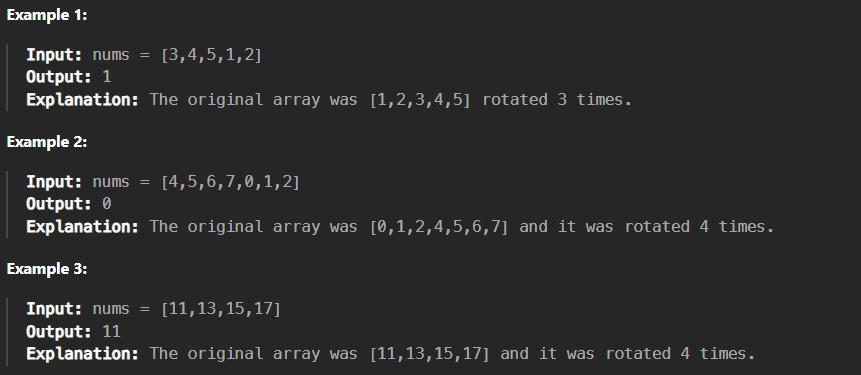 Example 1:
Input: nums = [3,4,5,1,2]
Output: 1
Explanation: The original array was [1,2,3,4,5] rotated 3 times.
Example 2:
Input: nums = [4,5,6,7,0,1,2]
Output: 0
Explanation: The original array was [0,1,2,4,5,6,7] and it was rotated 4 times.
Example 3:
Input: nums = [11,13,15,17]
Output: 11
Explanation: The original array was [11,13,15,17] and it was rotated 4 times.